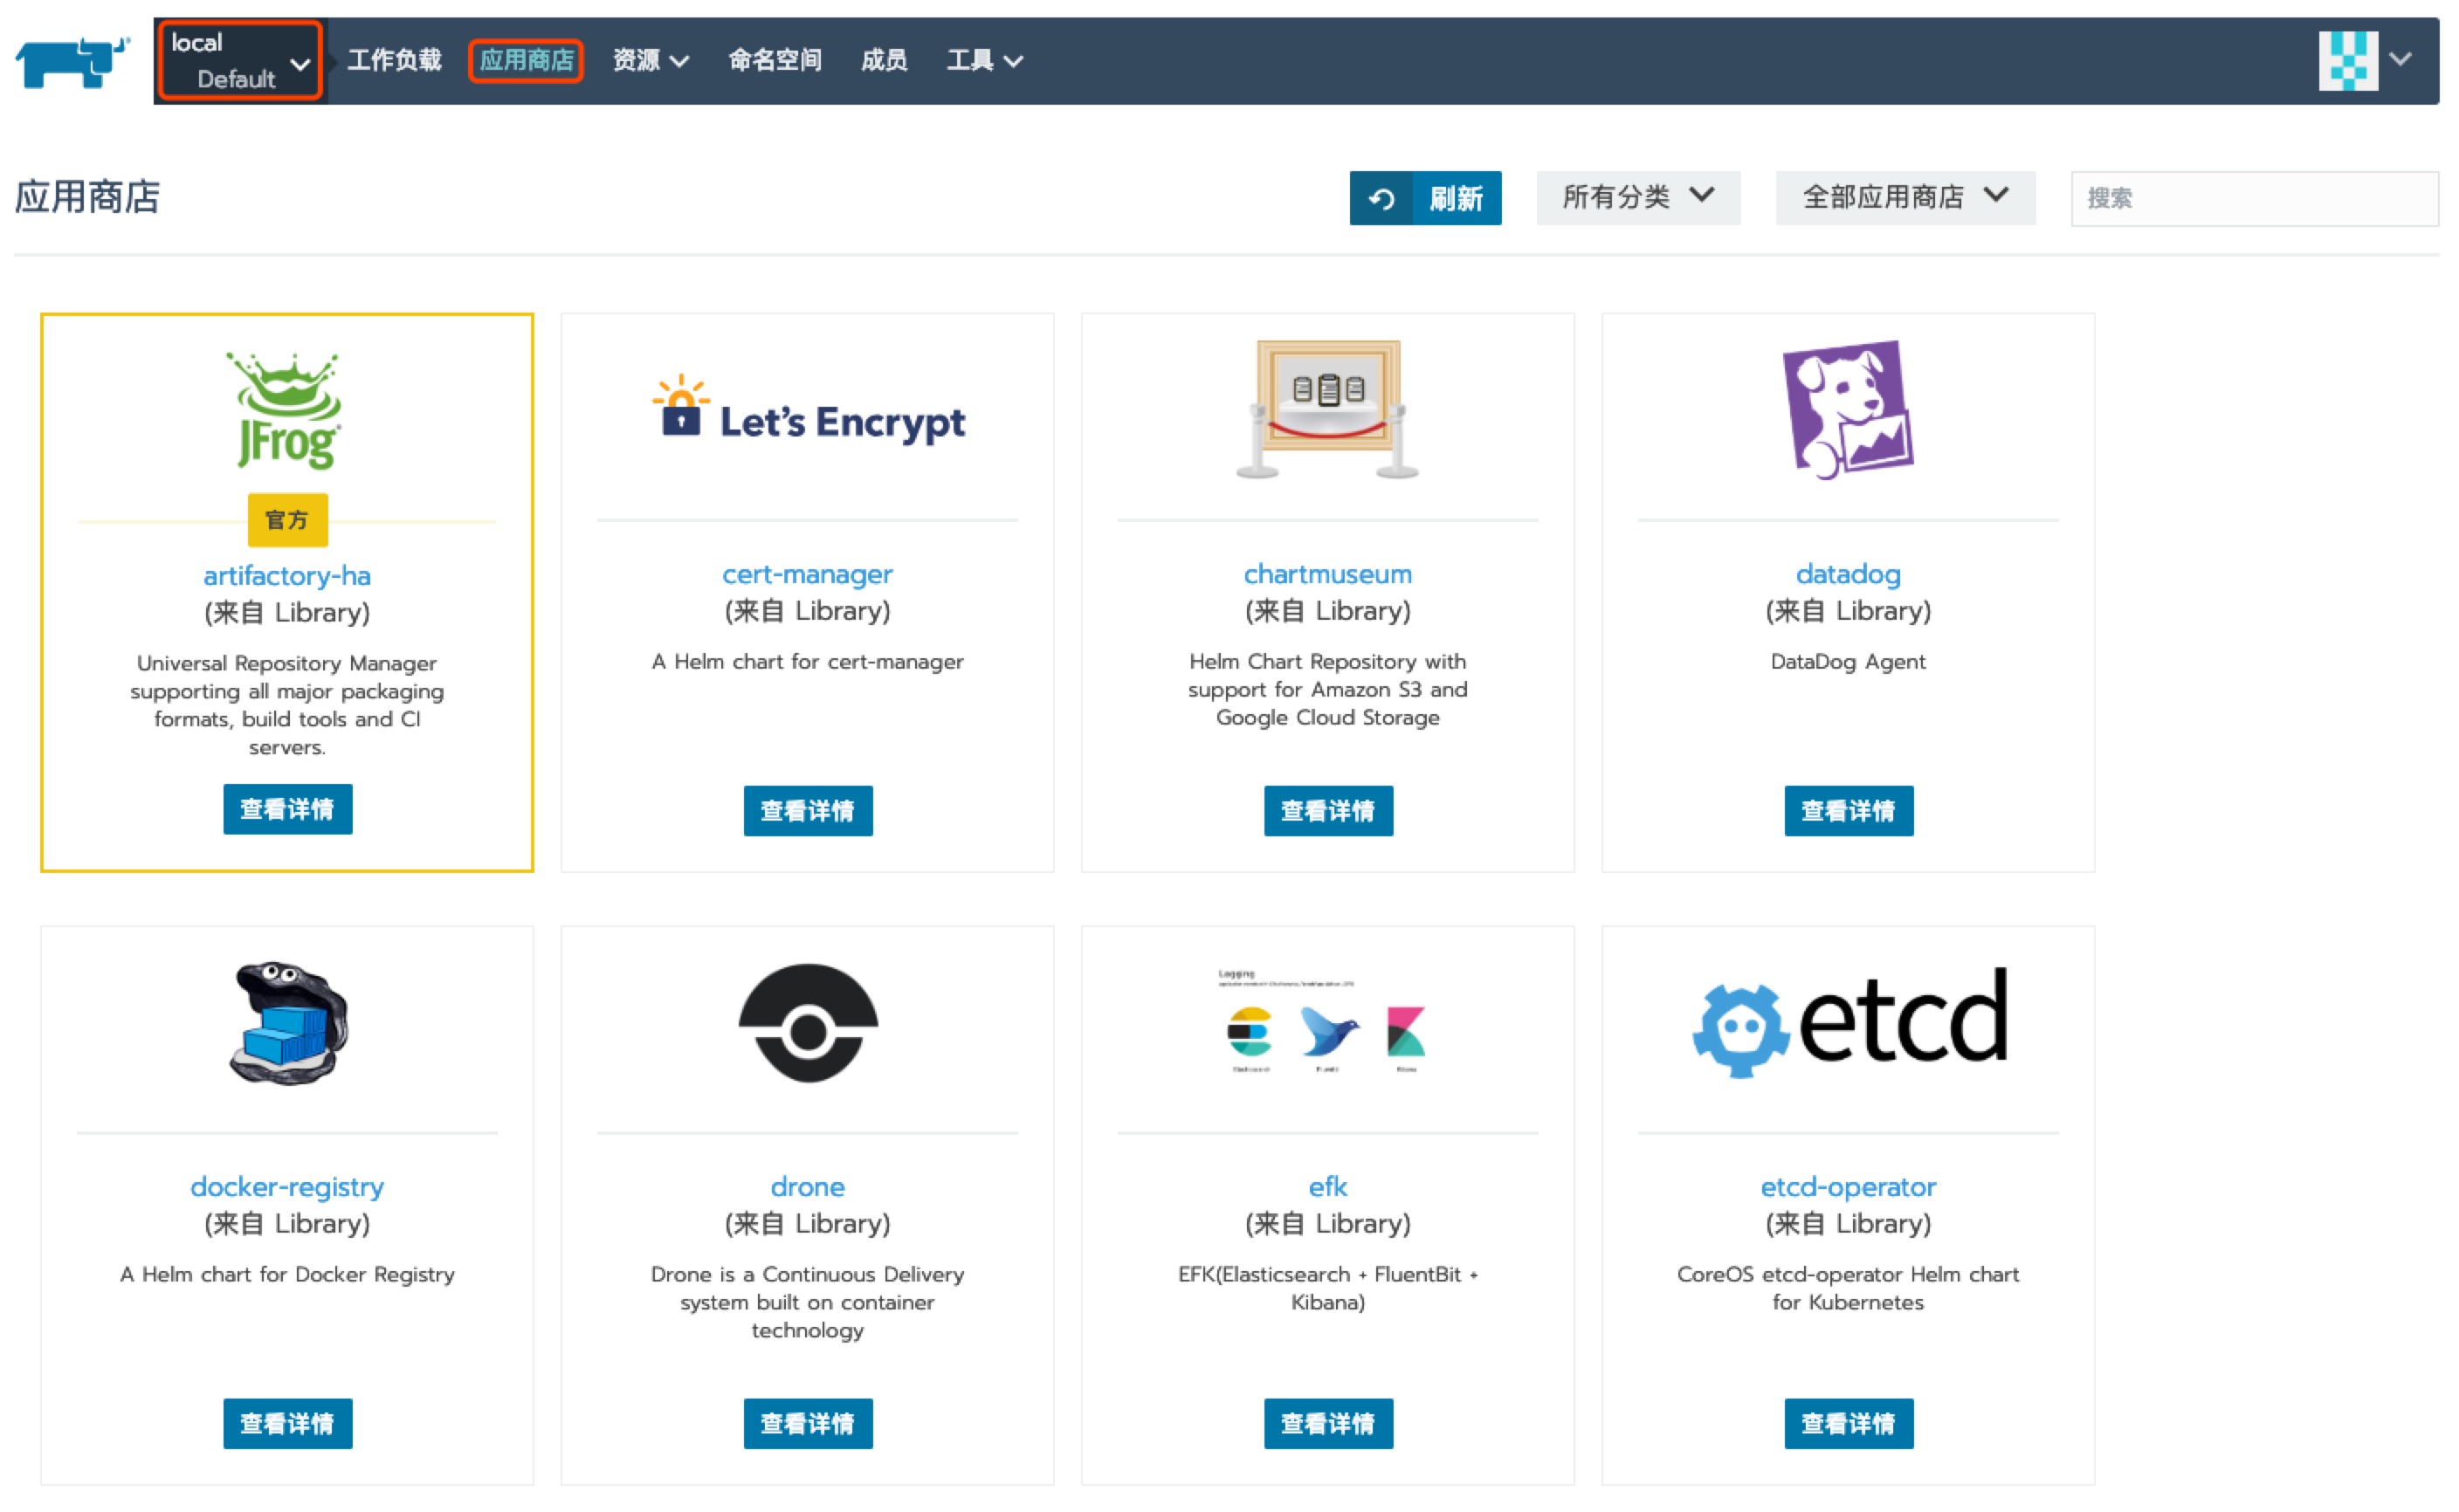 local
Default
工作负载
应用商店
资源
命名空间
成员
工具
应用商店
刷新
所有分类
全部应用商店
搜索
JFrog
官方
artifactory-ha
(来自 Library)
Universal Repository Manager
supporting all major packaging
formats, build tools and CI
servers.
查看详情
Let's Encrypt
cert-manager
(来自 Library)
A Helm chart for cert-manager
查看详情
chartmuseum
(来自 Library)
Helm Chart Repository with
support for Amazon S3 and
Google Cloud Storage
查看详情
datadog
(来自 Library)
DataDog Agent
查看详情
docker-registry
(来自 Library)
A Helm chart for Docker Registry
查看详情
drone
(来自 Library)
Drone is a Continuous Delivery
system built on container
technology
查看详情
Logging
efk
(来自 Library)
EFK(Elasticsearch + FluentBit +
Kibana)
查看详情
etcd
etcd-operator
(来自 Library)
CoreOS etcd-operator Helm chart
for Kubernetes
查看详情